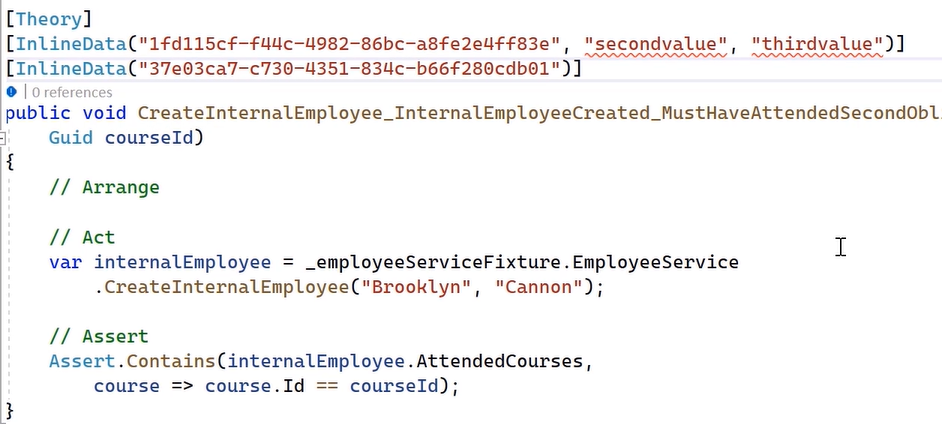 [Theory]
[InlineData("1fd115cf-f44c-4982-86bc-a8fe2e4ff83e", "secondvalue", "thirdvalue")]
[InlineData("37e03ca7-c730-4351-834c-b66f280cdb01")]
| 0 references
public void CreateInternalEmployee_InternalEmployeeCreated_MustHaveAttendedSecondObl
    Guid courseId)
{
    // Arrange
    // Act
    var internalEmployee = _employeeServiceFixture.EmployeeService
        .CreateInternalEmployee("Brooklyn", "Cannon");
    // Assert
    Assert.Contains(internalEmployee.AttendedCourses,
        course => course.Id == courseId);
}